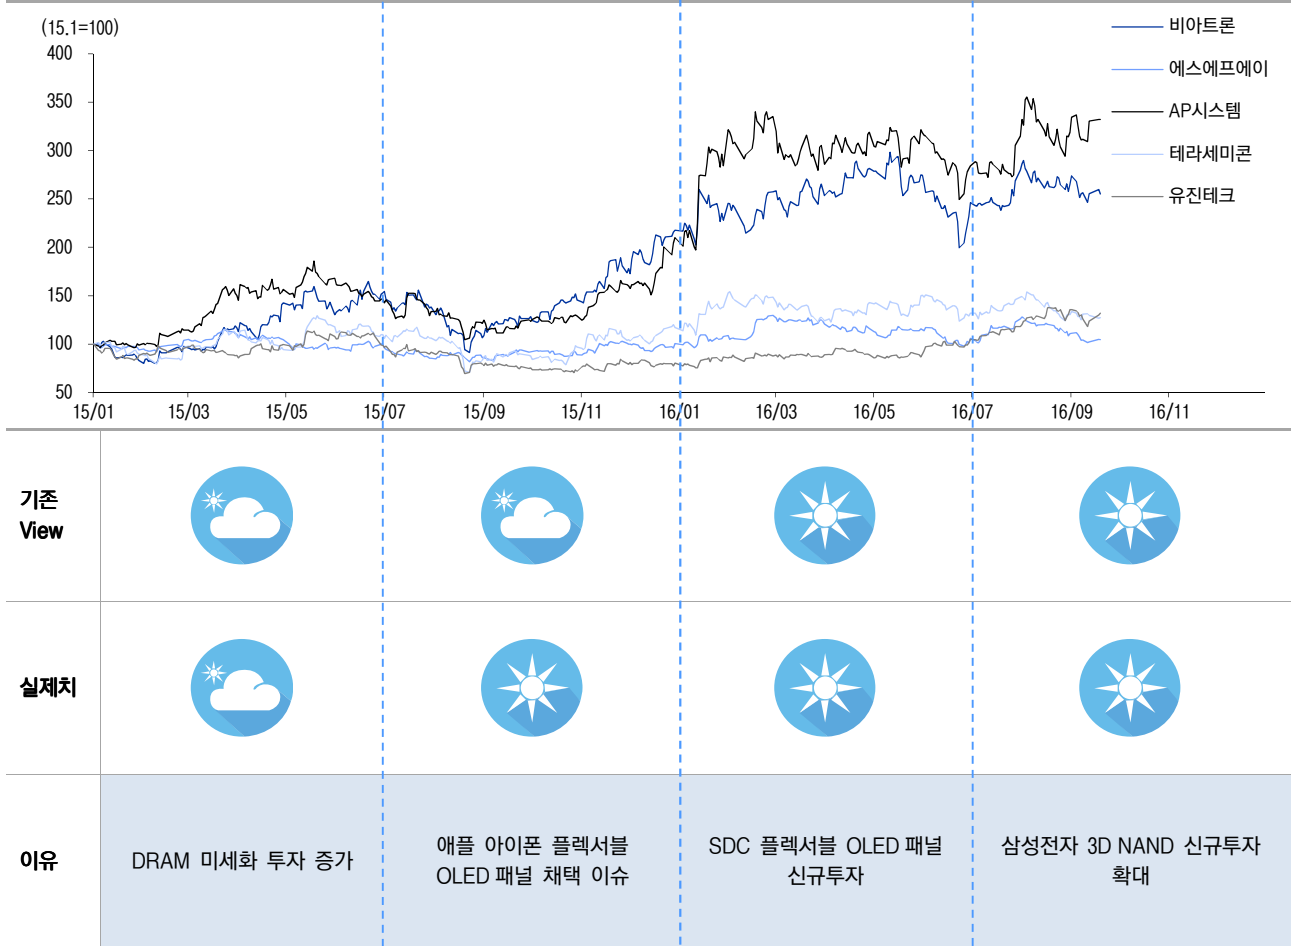 (15.1=100)
400
350
300
250
200
150
100
50
15/01
15/03
15/05
15/07
15/09
15/11
16/01
16/03
16/05
16/07
16/09
16/11
비아트론
에스에프에이
AP시스템
테라세미콘
유진테크
기존
View
실제치
이유
DRAM 미세화 투자 증가
애플 아이폰 플렉서블
OLED 패널 채택 이슈
SDC 플렉서블 OLED 패널
신규투자
삼성전자 3D NAND 신규투자
확대